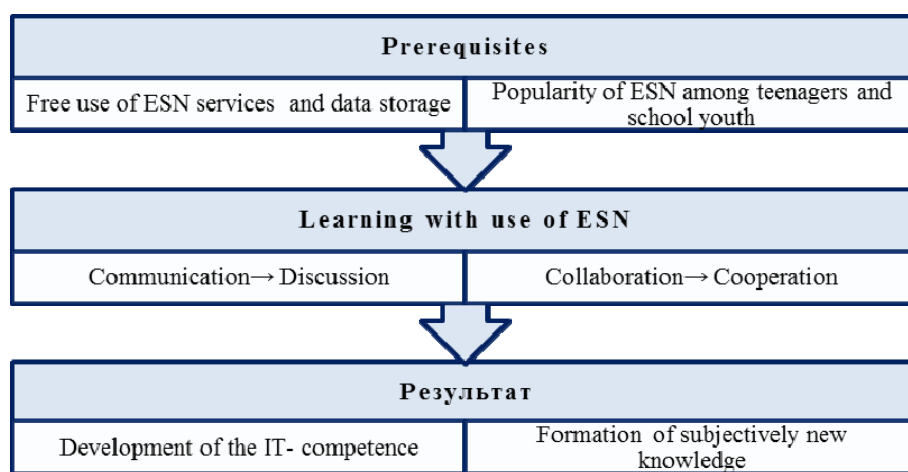 Prerequisites
Free use of ESN services and data storage
Popularity of ESN among teenagers and
school youth
Learning with use of ESN
Communication→ Discussion
Collaboration→ Cooperation
Результат
Development of the IT- competence
Formation of subjectively new
knowledge